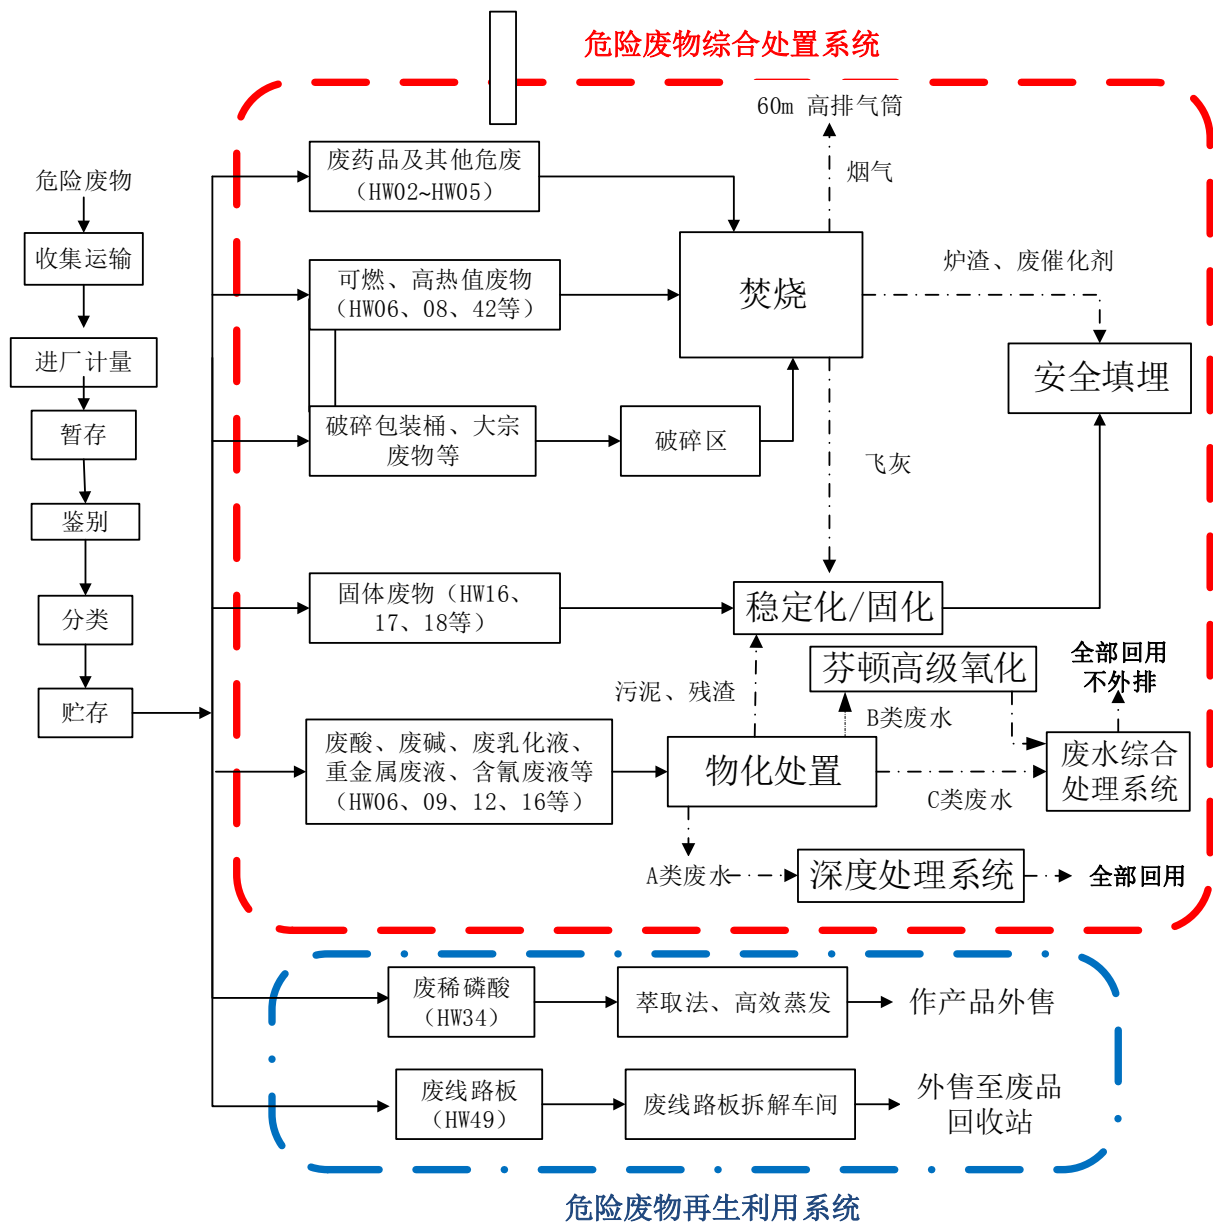 危险废物综合处置系统
60m 高排气筒
烟气
危险废物
收集运输
进厂计量
暂存
鉴别
分类
贮存
废药品及其他危废
（HW02~HW05）
可燃、高热值废物
（HW06、08、42等）
焚烧
炉渣、废催化剂
安全填埋
破碎包装桶、大宗
废物等
破碎区
飞灰
固体废物（HW16、
17、18等）
稳定化/固化
污泥、残渣
芬顿高级氧化
全部回用
不外排
B类废水
废酸、废碱、废乳化液、
重金属废液、含氰废液等
（HW06、09、12、16等）
物化处置
C类废水
废水综合
处理系统
A类废水
深度处理系统
全部回用
废稀磷酸
（HW34）
萃取法、高效蒸发
作产品外售
废线路板
（HW49）
废线路板拆解车间
外售至废品
回收站
危险废物再生利用系统